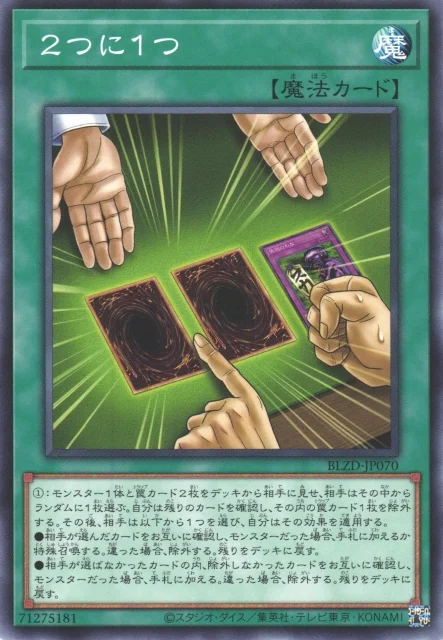 ２つに１つ
魔
【魔法カード】
BLZD-JP070
①：モンスター１体と罠カード２枚をデッキから相手に見せ、相手はその中から
ランダムに１枚選ぶ。自分は残りのカードを確認し、その内の罠カード１枚を除外
する。その後、相手は以下から１つを選び、自分はその効果を適用する。
●相手が選んだカードをお互いに確認し、モンスターだった場合、手札に加えるか
特殊召喚する。違った場合、除外する。残りをデッキに戻す。
●相手が選ばなかったカードの内、除外しなかったカードをお互いに確認し、
モンスターだった場合、手札に加える。違った場合、除外する。残りをデッキに
戻す。
71275181
©スタジオ・ダイス／集英社・テレビ東京・KONAMI